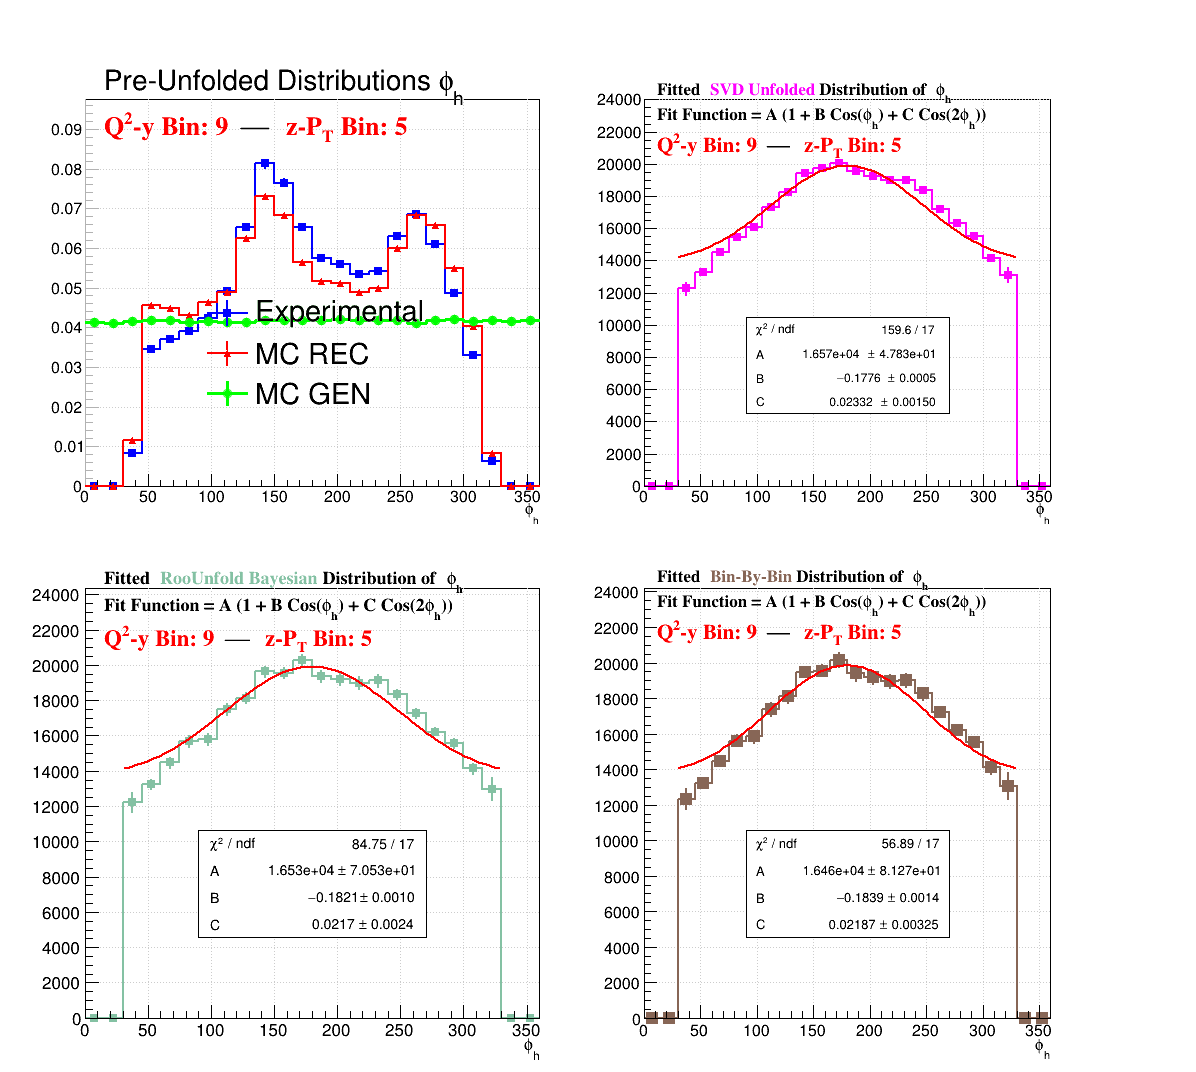 Pre-Unfolded Distributions ϕh
Q²-y Bin: 9 — z-PT Bin: 5
0.09
0.08
0.07
0.06
0.05
0.04
0.03
0.02
0.01
0
Experimental
MC REC
MC GEN
0 50 100 150 200 250 300
ϕh
Fitted SVD Unfolded Distribution of ϕh
Fit Function = A (1 + B Cos(ϕh) + C Cos(2ϕh))
Q²-y Bin: 9 — z-PT Bin: 5
24000
22000
20000
18000
16000
14000
12000
10000
8000
6000
4000
2000
0
χ² / ndf 159.6 / 17
A 1.657e+04 ± 4.783e+01
B −0.1776 ± 0.0005
C 0.02332 ± 0.00150
0 50 100 150 200 250 300 350
ϕh
Fitted RooUnfold Bayesian Distribution of ϕh
Fit Function = A (1 + B Cos(ϕh) + C Cos(2ϕh))
Q²-y Bin: 9 — z-PT Bin: 5
24000
22000
20000
18000
16000
14000
12000
10000
8000
6000
4000
2000
0
χ² / ndf 84.75 / 17
A 1.653e+04 ± 7.053e+01
B −0.1821 ± 0.0010
C 0.0217 ± 0.0024
0 50 100 150 200 250 300
ϕh
Fitted Bin-By-Bin Distribution of ϕh
Fit Function = A (1 + B Cos(ϕh) + C Cos(2ϕh))
Q²-y Bin: 9 — z-PT Bin: 5
24000
22000
20000
18000
16000
14000
12000
10000
8000
6000
4000
2000
0
χ² / ndf 56.89 / 17
A 1.646e+04 ± 8.127e+01
B −0.1839 ± 0.0014
C 0.02187 ± 0.00325
0 50 100 150 200 250 300 350
ϕh